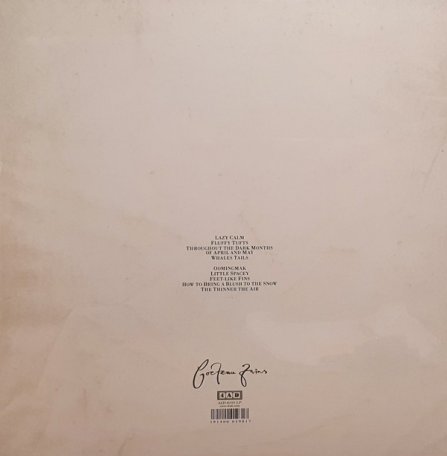 LAZY CALM
FLUFFY TUFTS
THROUGHOUT THE DARK MONTHS
OF APRIL AND MAY
WHALES TAILS
OOMINGMAK
LITTLE SPACEY
FEET-LIKE FINS
HOW TO BRING A BLUSH TO THE SNOW
THE THINNER THE AIR
Cocteau Twins
4AD